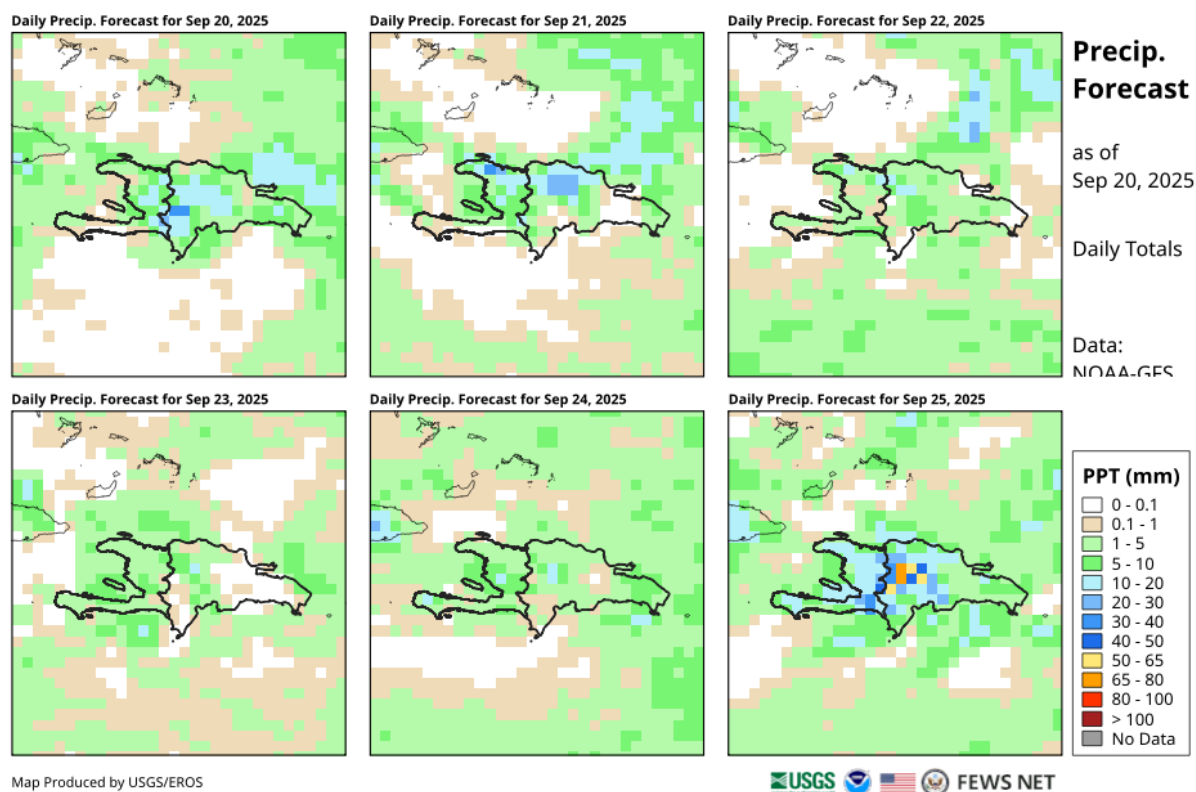 Daily Precip. Forecast for Sep 20, 2025
Daily Precip. Forecast for Sep 21, 2025
Daily Precip. Forecast for Sep 22, 2025
Precip.
Forecast
as of
Sep 20, 2025
Daily Totals
Data:
NOAA-GFS
Daily Precip. Forecast for Sep 23, 2025
Daily Precip. Forecast for Sep 24, 2025
Daily Precip. Forecast for Sep 25, 2025
PPT (mm)
0 - 0.1
0.1 - 1
1 - 5
5 - 10
10 - 20
20 - 30
30 - 40
40 - 50
50 - 65
65 - 80
80 - 100
> 100
No Data
Map Produced by USGS/EROS
USGS
FEWS NET